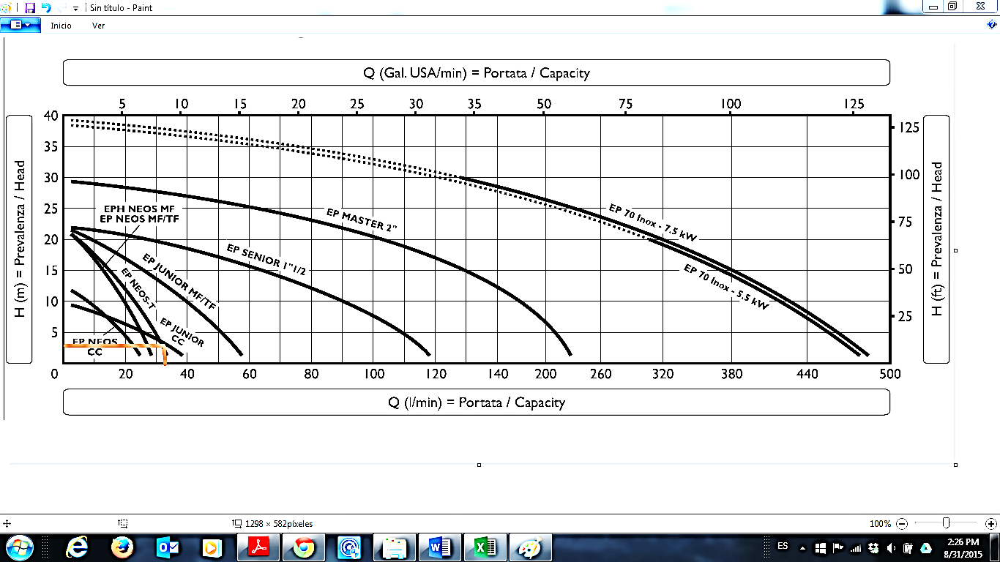 Sin título - Paint
Inicio Ver
Q (Gal. USA/min) = Portata / Capacity
5 10 15 20 25 30 35 50 75 100 125
H (m) = Prevalenza / Head
40
35
30
25
20
15
10
5
EPH NEOS MF
EP NEOS MF/TF
EP MASTER 2"
EP 70 Inox - 7.5 kW
EP SENIOR 1"1/2
EP JUNIOR MF/TF
EP NEOS-T
EP 70 Inox - 5.5 kW
EP JUNIOR
CC
EP NEOS
CC
125
100
75
50
25
H (ft) = Prevalenza / Head
0 20 40 60 80 100 120 140 200 260 320 380 440 500
Q (l/min) = Portata / Capacity
1298 × 582píxeles
100%
ES
2:26 PM
8/31/2015